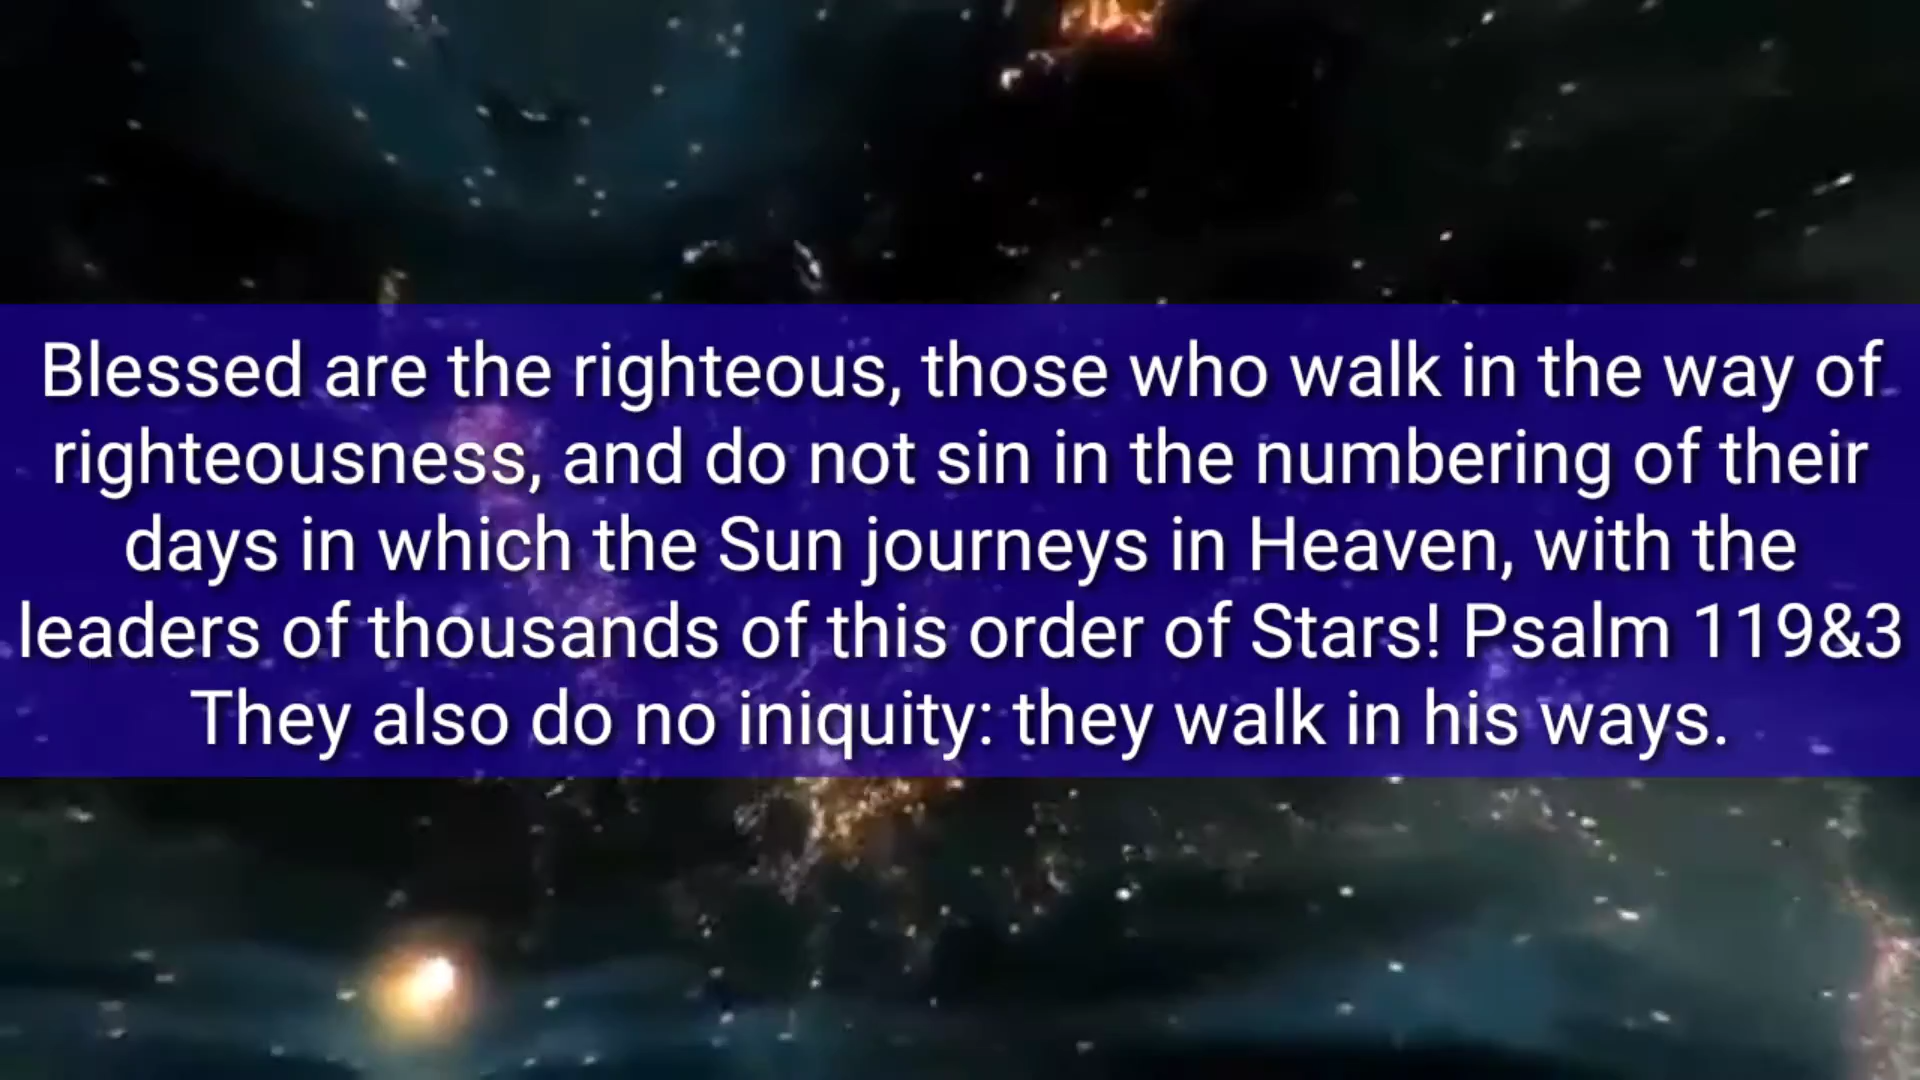 Blessed are the righteous, those who walk in the way of
righteousness, and do not sin in the numbering of their
days in which the Sun journeys in Heaven, with the
leaders of thousands of this order of Stars! Psalm 119&3
They also do no iniquity: they walk in his ways.